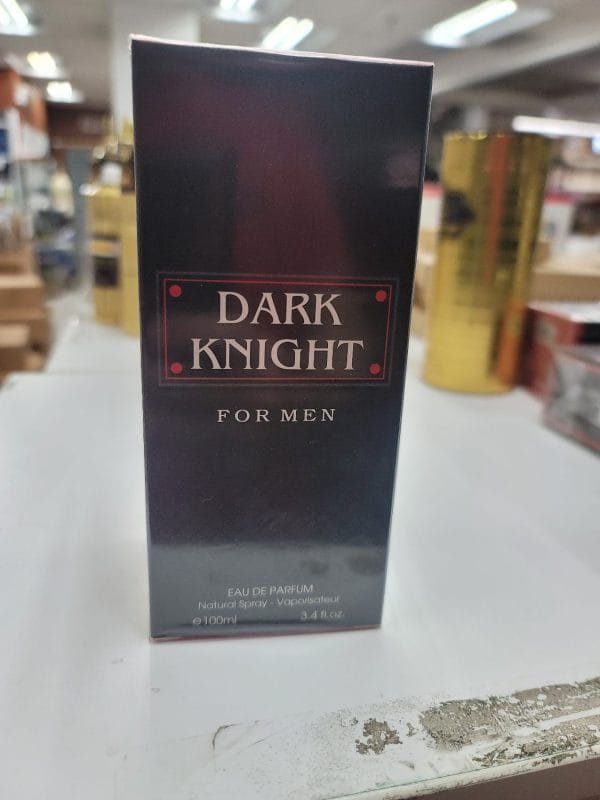 DARK
KNIGHT
FOR MEN
EAU DE PARFUM
Natural Spray - Vaporisateur
℮100ml 3.4 fl.oz.